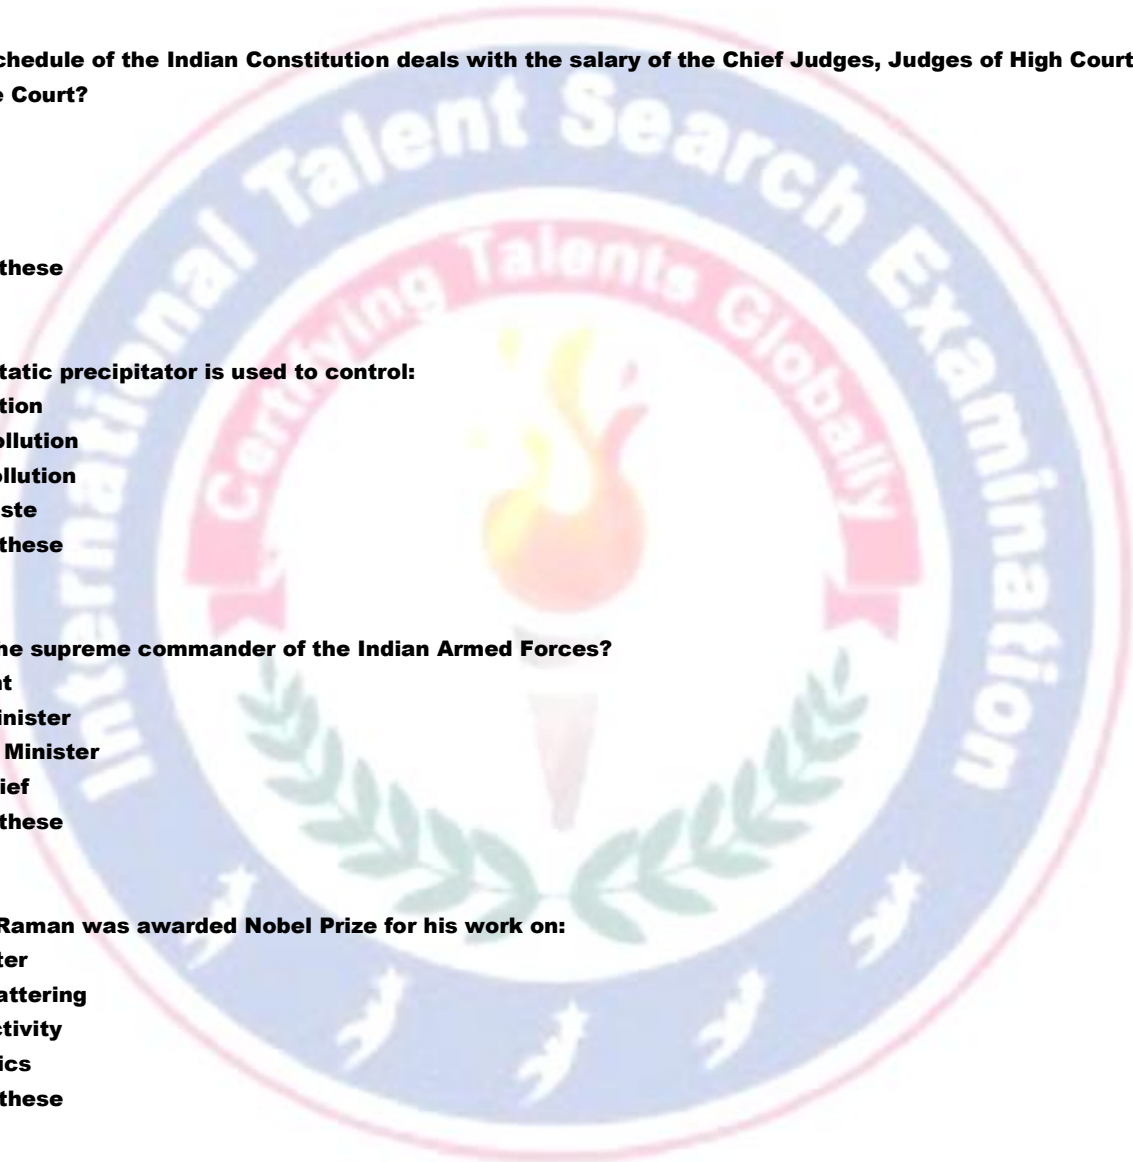 chedule of the Indian Constitution deals with the salary of the Chief Judges, Judges of High Court
e Court?
these
tatic precipitator is used to control:
tion
ollution
ollution
ste
these
he supreme commander of the Indian Armed Forces?
nt
inister
Minister
ief
these
Raman was awarded Nobel Prize for his work on:
ter
attering
ctivity
ics
these
International Talent Search Examination
Certifying Talents Globally